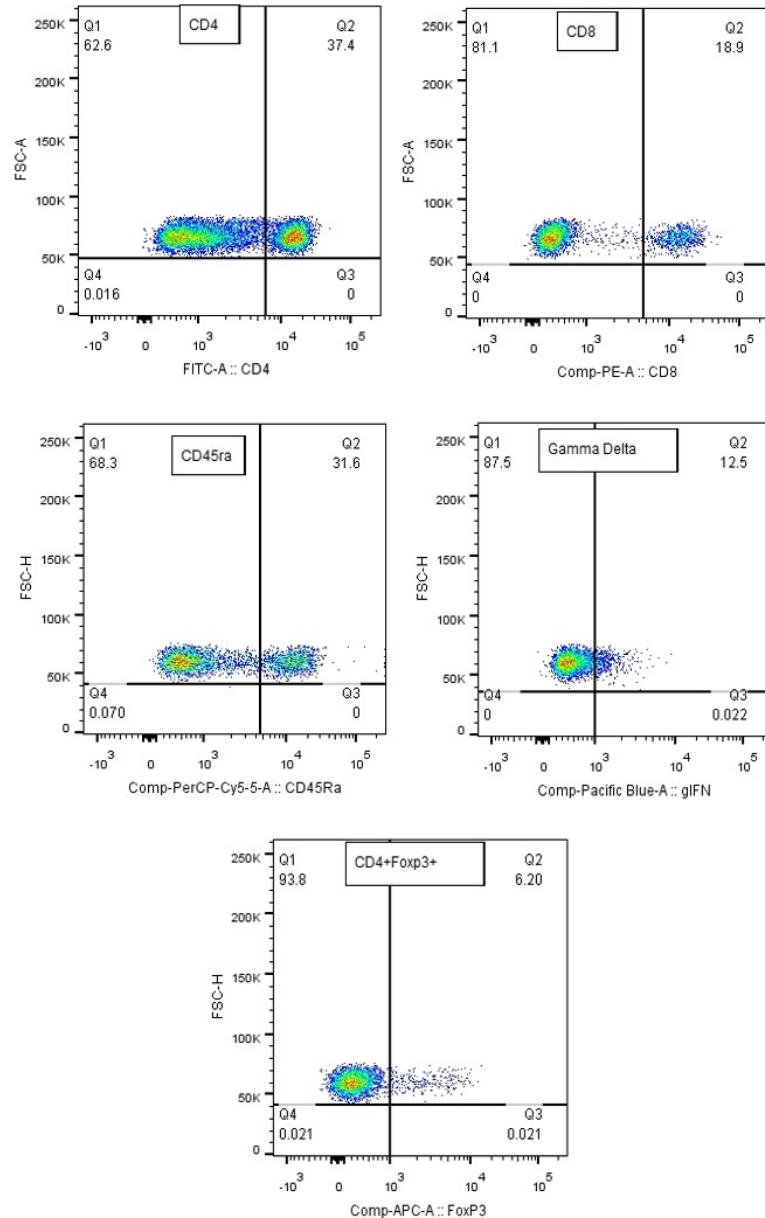 CD4
Q1
62.6
Q2
37.4
250K
200K
150K
100K
50K
0
FSC-A
Q4
0.016
Q3
0
-10^3
0
10^3
10^4
10^5
FITC-A :: CD4
CD8
Q1
81.1
Q2
18.9
250K
200K
150K
100K
50K
0
FSC-A
Q4
0
Q3
0
-10^3
0
10^3
10^4
10^5
Comp-PE-A :: CD8
CD45ra
Q1
68.3
Q2
31.6
250K
200K
150K
100K
50K
0
FSC-H
Q4
0.070
Q3
0
-10^3
0
10^3
10^4
10^5
Comp-PerCP-Cy5-5-A :: CD45Ra
Gamma Delta
Q1
87.5
Q2
12.5
250K
200K
150K
100K
50K
0
FSC-H
Q4
0
Q3
0.022
-10^3
0
10^3
10^4
10^5
Comp-Pacific Blue-A :: gIFN
CD4+Foxp3+
Q1
93.8
Q2
6.20
250K
200K
150K
100K
50K
0
FSC-H
Q4
0.021
Q3
0.021
-10^3
0
10^3
10^4
10^5
Comp-APC-A :: FoxP3